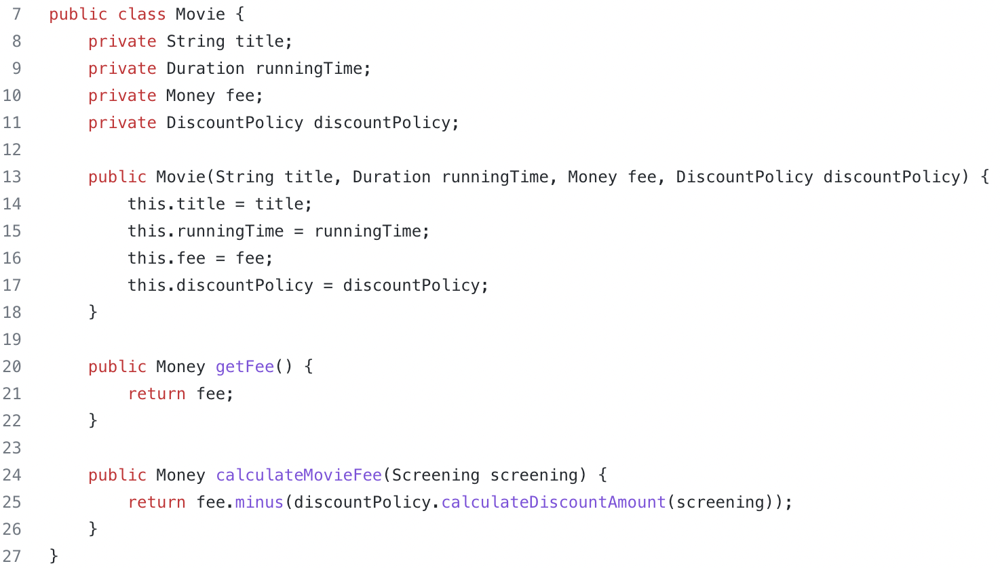 7 public class Movie {
8     private String title;
9     private Duration runningTime;
10     private Money fee;
11     private DiscountPolicy discountPolicy;
12
13     public Movie(String title, Duration runningTime, Money fee, DiscountPolicy discountPolicy) {
14         this.title = title;
15         this.runningTime = runningTime;
16         this.fee = fee;
17         this.discountPolicy = discountPolicy;
18     }
19
20     public Money getFee() {
21         return fee;
22     }
23
24     public Money calculateMovieFee(Screening screening) {
25         return fee.minus(discountPolicy.calculateDiscountAmount(screening));
26     }
27 }